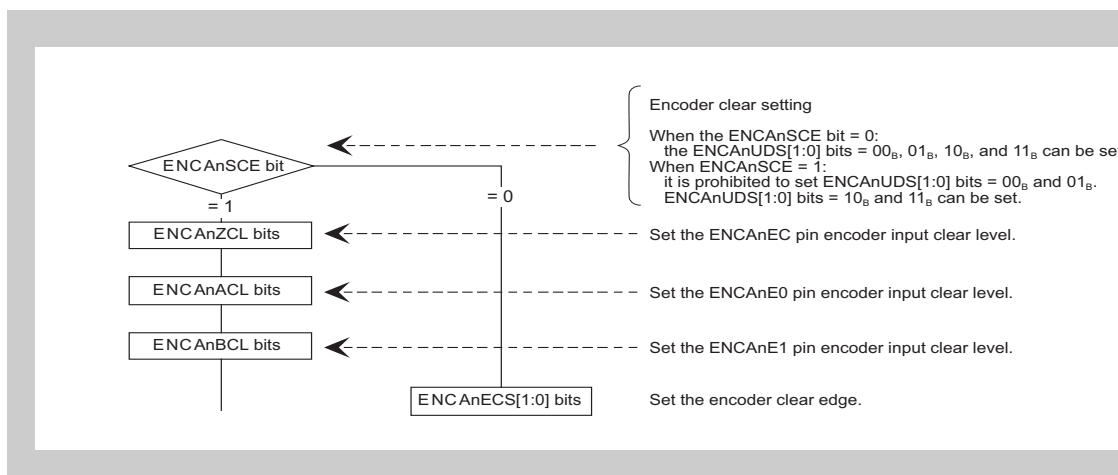 Encoder clear setting
When the ENCAnSCE bit = 0:
the ENCAnUDS[1:0] bits = 00B, 01B, 10B, and 11B can be set
When ENCAnSCE = 1:
it is prohibited to set ENCAnUDS[1:0] bits = 00B and 01B.
ENCAnUDS[1:0] bits = 10B and 11B can be set.
ENCAnSCE bit
= 1
= 0
ENCAnZCL bits
Set the ENCAnEC pin encoder input clear level.
ENCAnACL bits
Set the ENCAnE0 pin encoder input clear level.
ENCAnBCL bits
Set the ENCAnE1 pin encoder input clear level.
ENCAnECS[1:0] bits
Set the encoder clear edge.